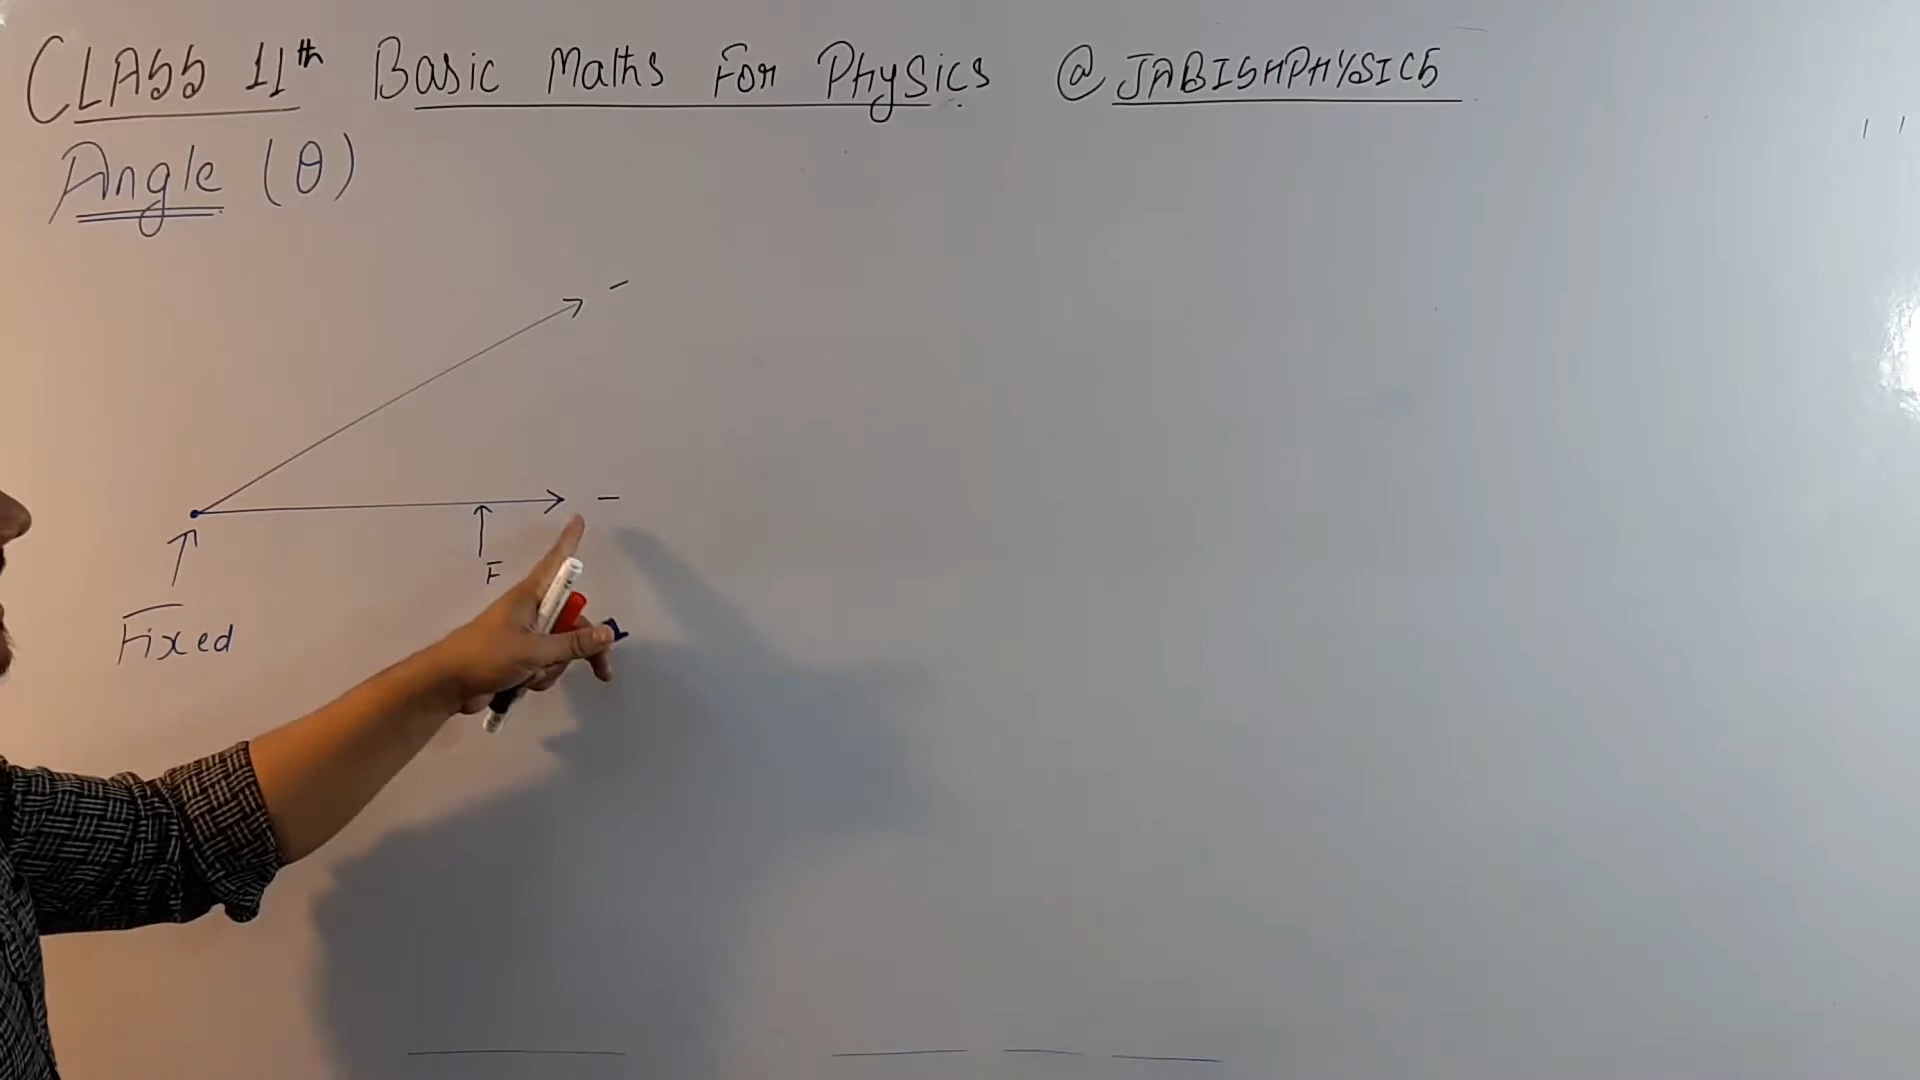 CLASS 11th Basic Maths For Physics @JABISHPHYSICS
Angle (θ)
F
Fixed